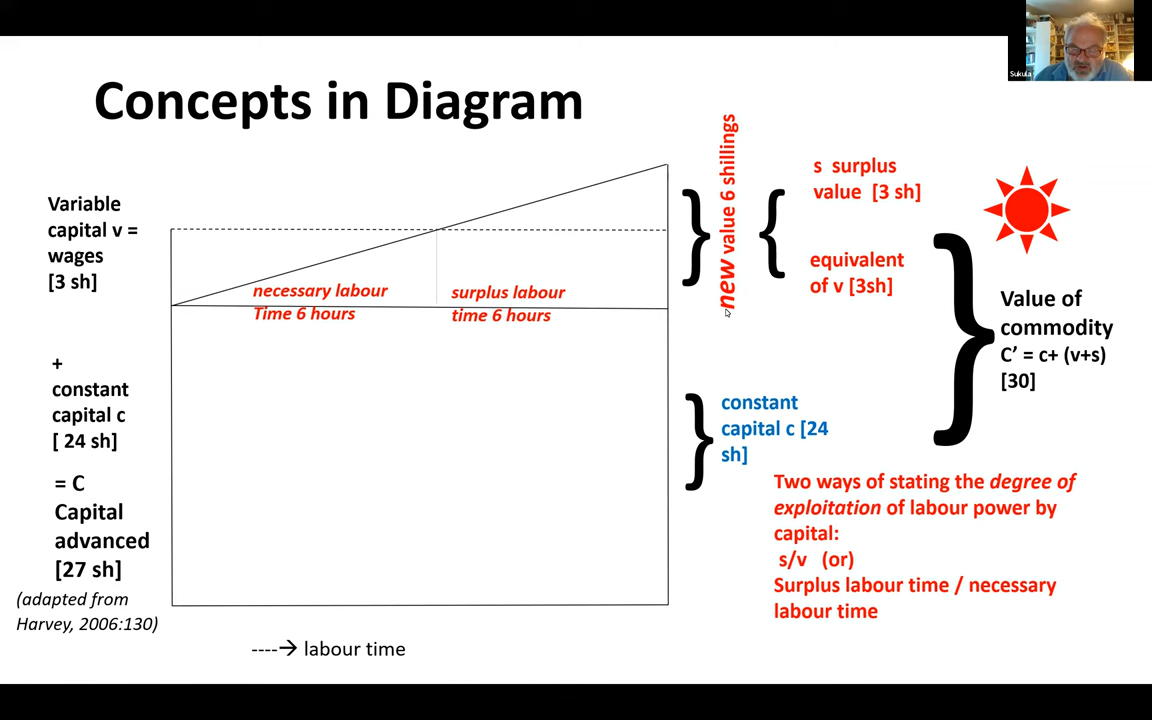 Sukula
Concepts in Diagram
Variable
capital v =
wages
[3 sh]
+
constant
capital c
[ 24 sh]
= C
Capital
advanced
[27 sh]
(adapted from
Harvey, 2006:130)
necessary labour
Time 6 hours
surplus labour
time 6 hours
----→ labour time
new value 6 shillings
s surplus
value [3 sh]
equivalent
of v [3sh]
constant
capital c [24
sh]
Value of
commodity
C’ = c+ (v+s)
[30]
Two ways of stating the degree of
exploitation of labour power by
capital:
s/v (or)
Surplus labour time / necessary
labour time